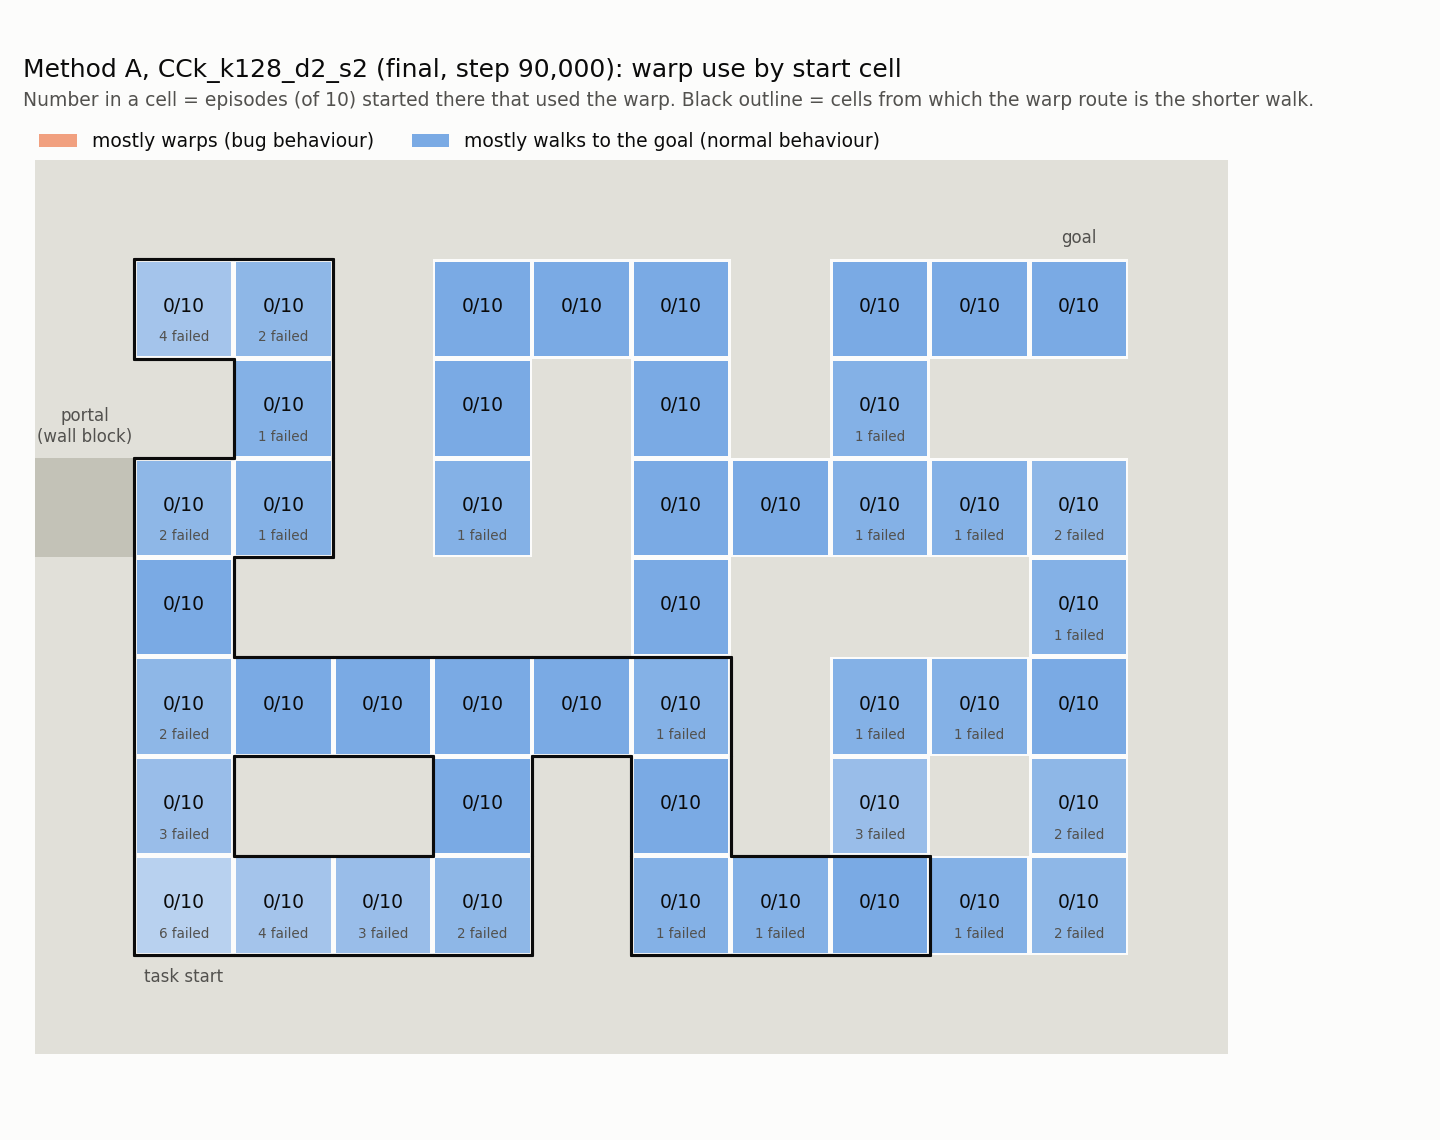 Method A, CCk_k128_d2_s2 (final, step 90,000): warp use by start cell
Number in a cell = episodes (of 10) started there that used the warp. Black outline = cells from which the warp route is the shorter walk.
mostly warps (bug behaviour) mostly walks to the goal (normal behaviour)
goal
0/10 0/10 0/10 0/10 0/10 0/10 0/10 0/10
4 failed 2 failed
portal
(wall block)
0/10 0/10 0/10 0/10
1 failed 1 failed
0/10 0/10 0/10 0/10 0/10 0/10 0/10 0/10
2 failed 1 failed 1 failed 1 failed 1 failed 2 failed
0/10 0/10 0/10
1 failed
0/10 0/10 0/10 0/10 0/10 0/10 0/10 0/10 0/10
2 failed 1 failed 1 failed 1 failed
0/10 0/10 0/10 0/10 0/10
3 failed 3 failed 2 failed
0/10 0/10 0/10 0/10 0/10 0/10 0/10 0/10 0/10
6 failed 4 failed 3 failed 2 failed 1 failed 1 failed 1 failed 2 failed
task start